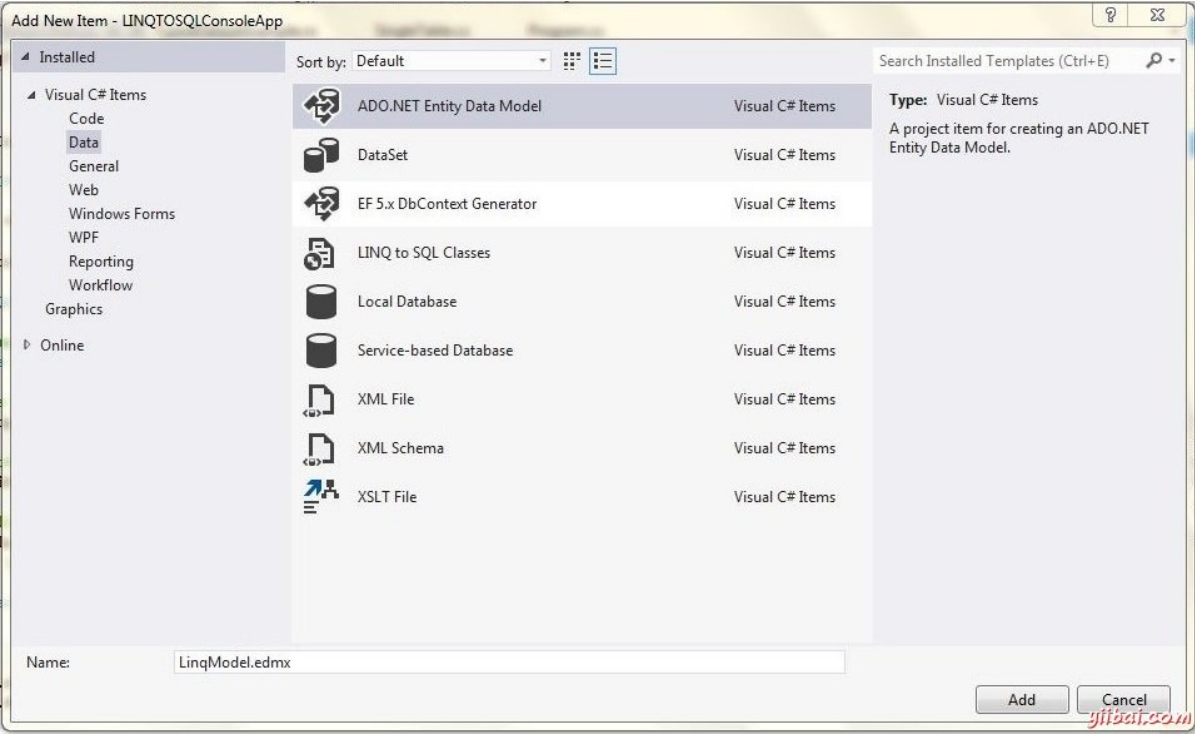 Add New Item - LINQTOSQLConsoleApp
Installed
Visual C# Items
Code
Data
General
Web
Windows Forms
WPF
Reporting
Workflow
Graphics
Online
Sort by: Default
ADO.NET Entity Data Model Visual C# Items
DataSet Visual C# Items
EF 5.x DbContext Generator Visual C# Items
LINQ to SQL Classes Visual C# Items
Local Database Visual C# Items
Service-based Database Visual C# Items
XML File Visual C# Items
XML Schema Visual C# Items
XSLT File Visual C# Items
Search Installed Templates (Ctrl+E)
Type: Visual C# Items
A project item for creating an ADO.NET
Entity Data Model.
Name: LinqModel.edmx
Add Cancel
yiibai.com